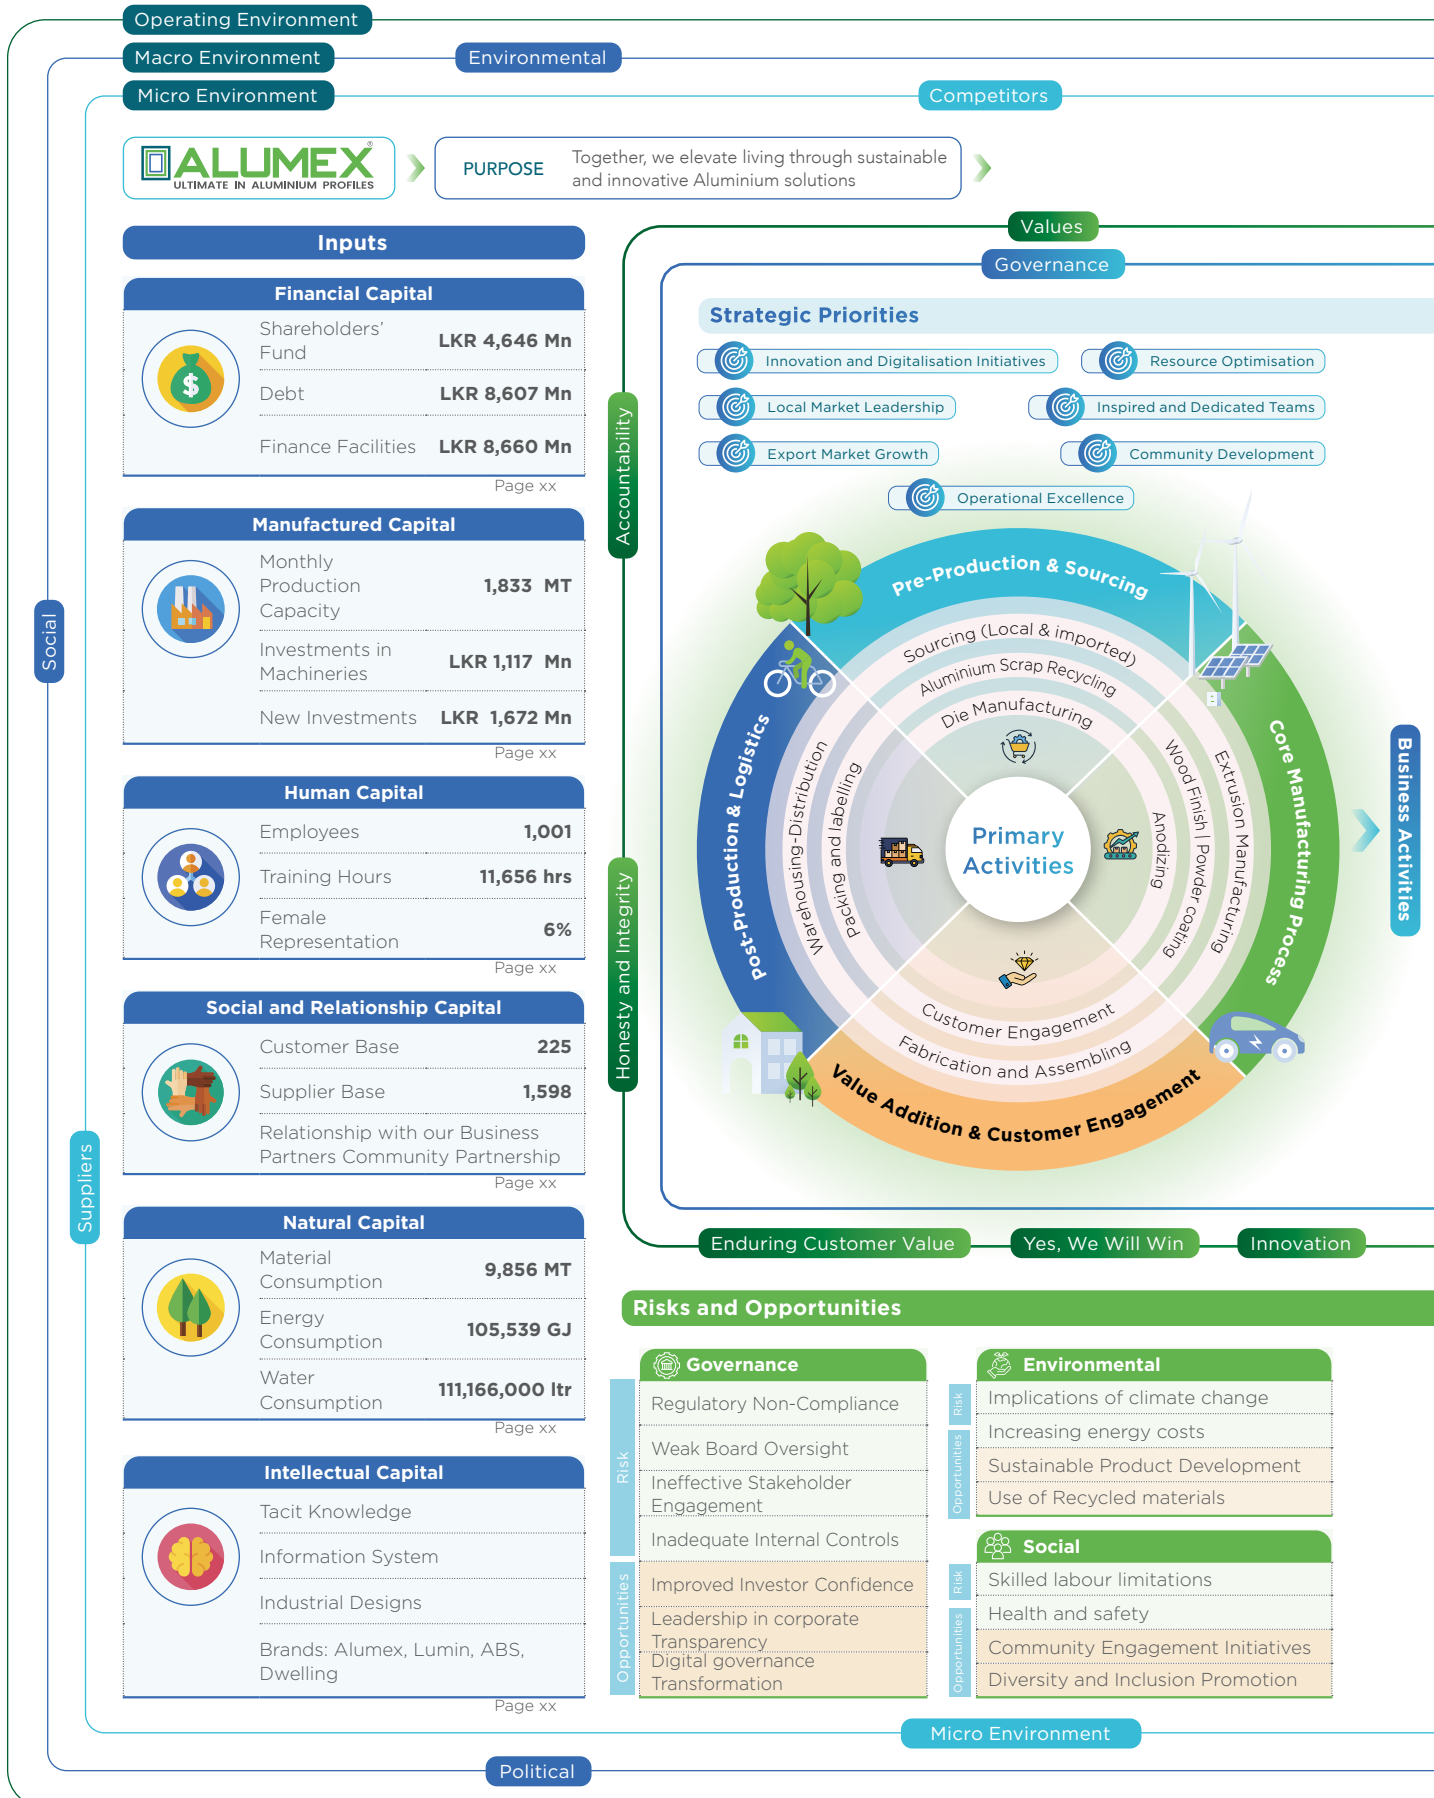 Operating Environment
Macro Environment
Environmental
Micro Environment
Competitors
ALUMEX®
ULTIMATE IN ALUMINIUM PROFILES
PURPOSE
Together, we elevate living through sustainable
and innovative Aluminium solutions
Social
Suppliers
Inputs
Financial Capital
Shareholders'
Fund
LKR 4,646 Mn
Debt
LKR 8,607 Mn
Finance Facilities
LKR 8,660 Mn
Page xx
Manufactured Capital
Monthly
Production
Capacity
1,833 MT
Investments in
Machineries
LKR 1,117 Mn
New Investments
LKR 1,672 Mn
Page xx
Human Capital
Employees
1,001
Training Hours
11,656 hrs
Female
Representation
6%
Page xx
Social and Relationship Capital
Customer Base
225
Supplier Base
1,598
Relationship with our Business
Partners Community Partnership
Page xx
Natural Capital
Material
Consumption
9,856 MT
Energy
Consumption
105,539 GJ
Water
Consumption
111,166,000 ltr
Page xx
Intellectual Capital
Tacit Knowledge
Information System
Industrial Designs
Brands: Alumex, Lumin, ABS,
Dwelling
Page xx
Values
Governance
Accountability
Honesty and Integrity
Strategic Priorities
Innovation and Digitalisation Initiatives
Resource Optimisation
Local Market Leadership
Inspired and Dedicated Teams
Export Market Growth
Community Development
Operational Excellence
Pre-Production & Sourcing
Sourcing (Local & imported)
Aluminium Scrap Recycling
Die Manufacturing
Core Manufacturing Process
Extrusion Manufacturing
Wood Finish | Powder coating
Anodizing
Primary
Activities
Post-Production & Logistics
Warehousing-Distribution
Packing and labelling
Customer Engagement
Fabrication and Assembling
Value Addition & Customer Engagement
Business Activities
Enduring Customer Value
Yes, We Will Win
Innovation
Risks and Opportunities
Governance
Risk
Regulatory Non-Compliance
Weak Board Oversight
Ineffective Stakeholder
Engagement
Inadequate Internal Controls
Opportunities
Improved Investor Confidence
Leadership in corporate
Transparency
Digital governance
Transformation
Environmental
Risk
Implications of climate change
Increasing energy costs
Opportunities
Sustainable Product Development
Use of Recycled materials
Social
Risk
Skilled labour limitations
Health and safety
Opportunities
Community Engagement Initiatives
Diversity and Inclusion Promotion
Micro Environment
Political